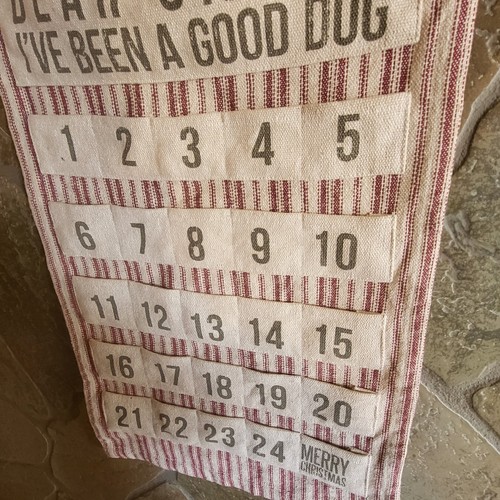 DEAR
I'VE BEEN A GOOD DOG
1 2 3 4 5
6 7 8 9 10
11 12 13 14 15
16 17 18 19 20
21 22 23 24 MERRY
CHRISTMAS